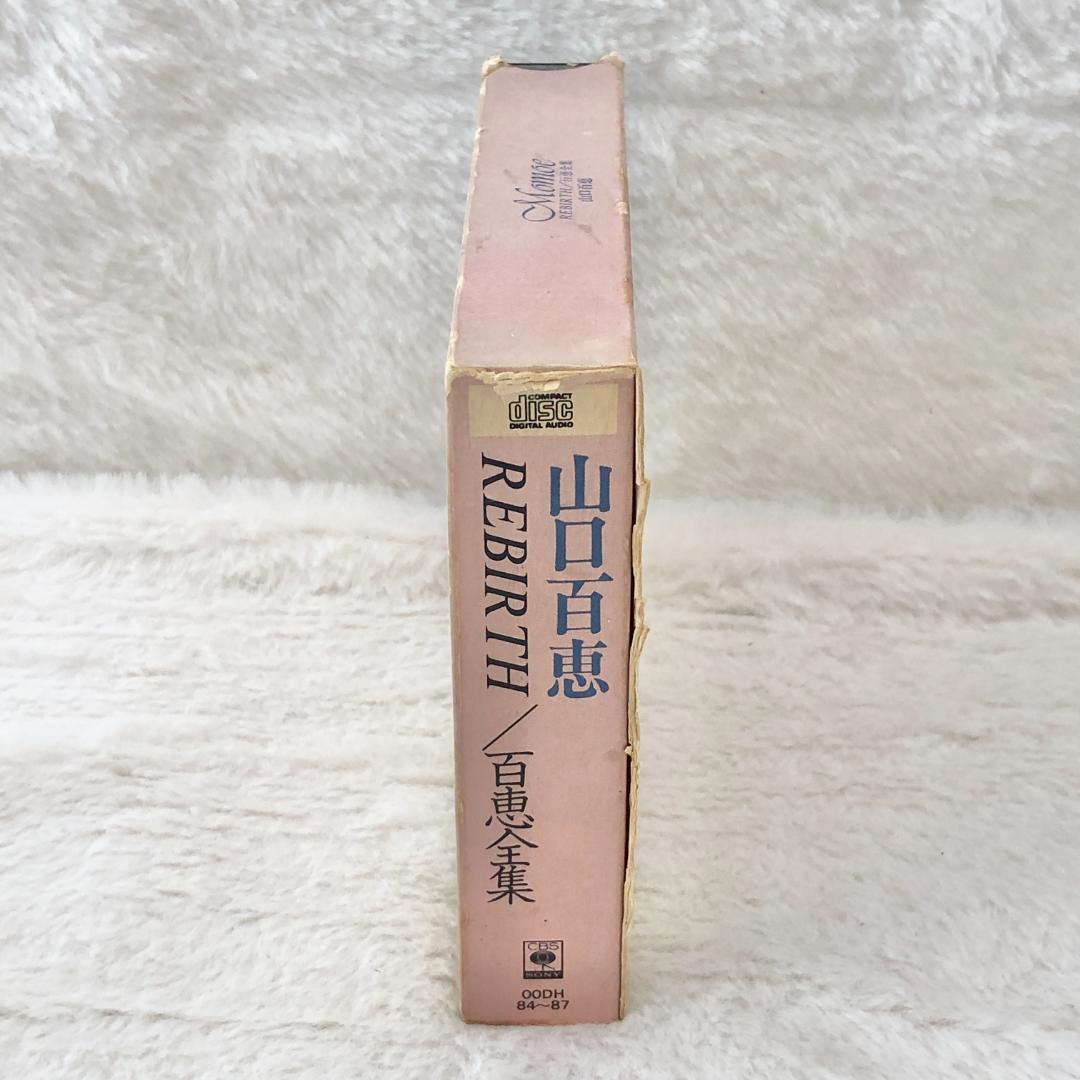 Momoe
REBIRTH/百恵全集
山口百恵
COMPACT
disc
DIGITAL AUDIO
山口百恵
REBIRTH/百恵全集
CBS
SONY
00DH
84~87